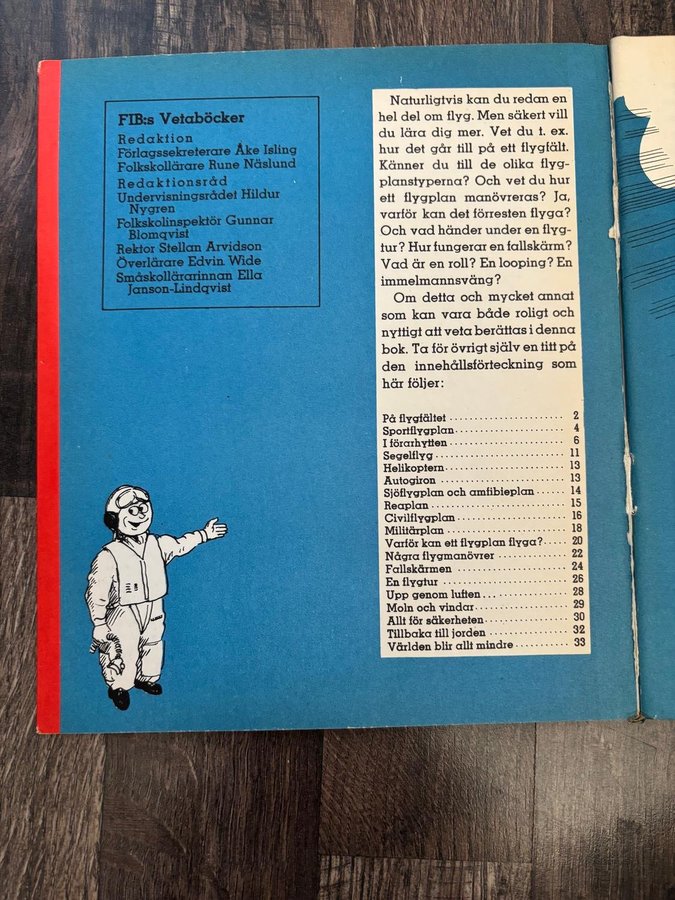 FIB:s Vetaböcker
Redaktion
Förlagssekreterare Åke Isling
Folkskollärare Rune Näslund
Redaktionsråd
Undervisningsrådet Hildur
Nygren
Folkskolinspektör Gunnar
Blomqvist
Rektor Stellan Arvidson
Överlärare Edvin Wide
Småskollärarinnan Ella
Janson-Lindqvist
Naturligtvis kan du redan en
hel del om flyg. Men säkert vill
du lära dig mer. Vet du t. ex.
hur det går till på ett flygfält.
Känner du till de olika flyg-
planstyperna? Och vet du hur
ett flygplan manövreras? Ja,
varför kan det förresten flyga?
Och vad händer under en flyg-
tur? Hur fungerar en fallskärm?
Vad är en roll? En looping? En
immelmannsväng?
Om detta och mycket annat
som kan vara både roligt och
nyttigt att veta berättas i denna
bok. Ta för övrigt själv en titt på
den innehållsförteckning som
här följer:
På flygfältet 2
Sportflygplan 4
I förarhytten 6
Segelflyg 11
Helikoptern 13
Autogiron 13
Sjöflygplan och amfibieplan 14
Reaplan 15
Civilflygplan 16
Militärplan 18
Varför kan ett flygplan flyga? 20
Några flygmanövrer 22
Fallskärmen 24
En flygtur 26
Upp genom luften 28
Moln och vindar 29
Allt för säkerheten 30
Tillbaka till jorden 32
Världen blir allt mindre 33